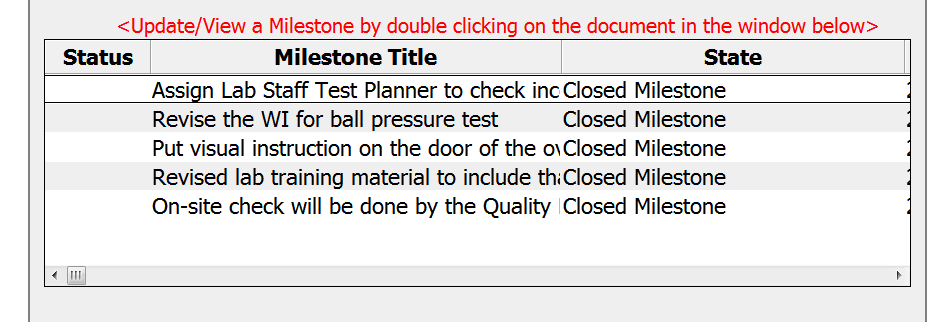 <Update/View a Milestone by double clicking on the document in the window below>
Status Milestone Title State
Assign Lab Staff Test Planner to check inc Closed Milestone
Revise the WI for ball pressure test Closed Milestone
Put visual instruction on the door of the Closed Milestone
Revised lab training material to include Closed Milestone
On-site check will be done by the Quality Closed Milestone